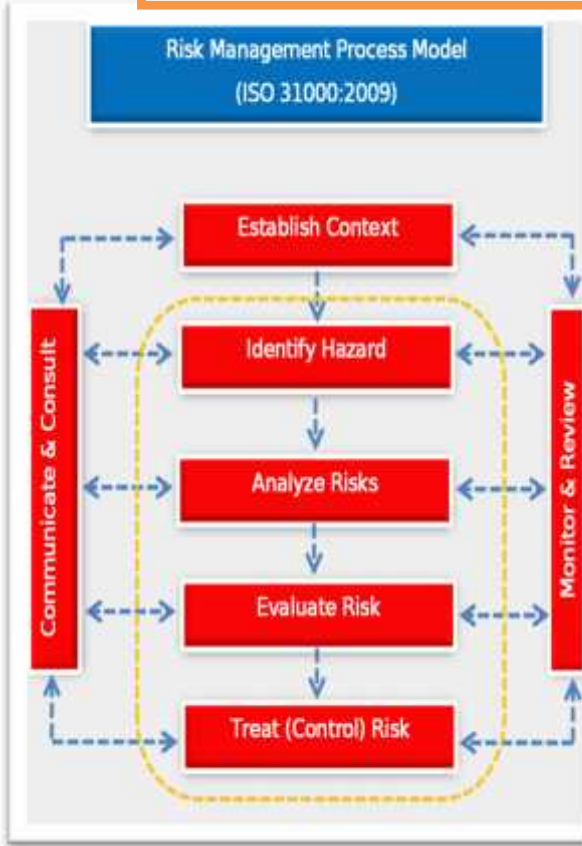 Risk Management Process Model
(ISO 31000:2009)
Establish Context
Identify Hazard
Analyze Risks
Evaluate Risk
Treat (Control) Risk
Communicate & Consult
Monitor & Review